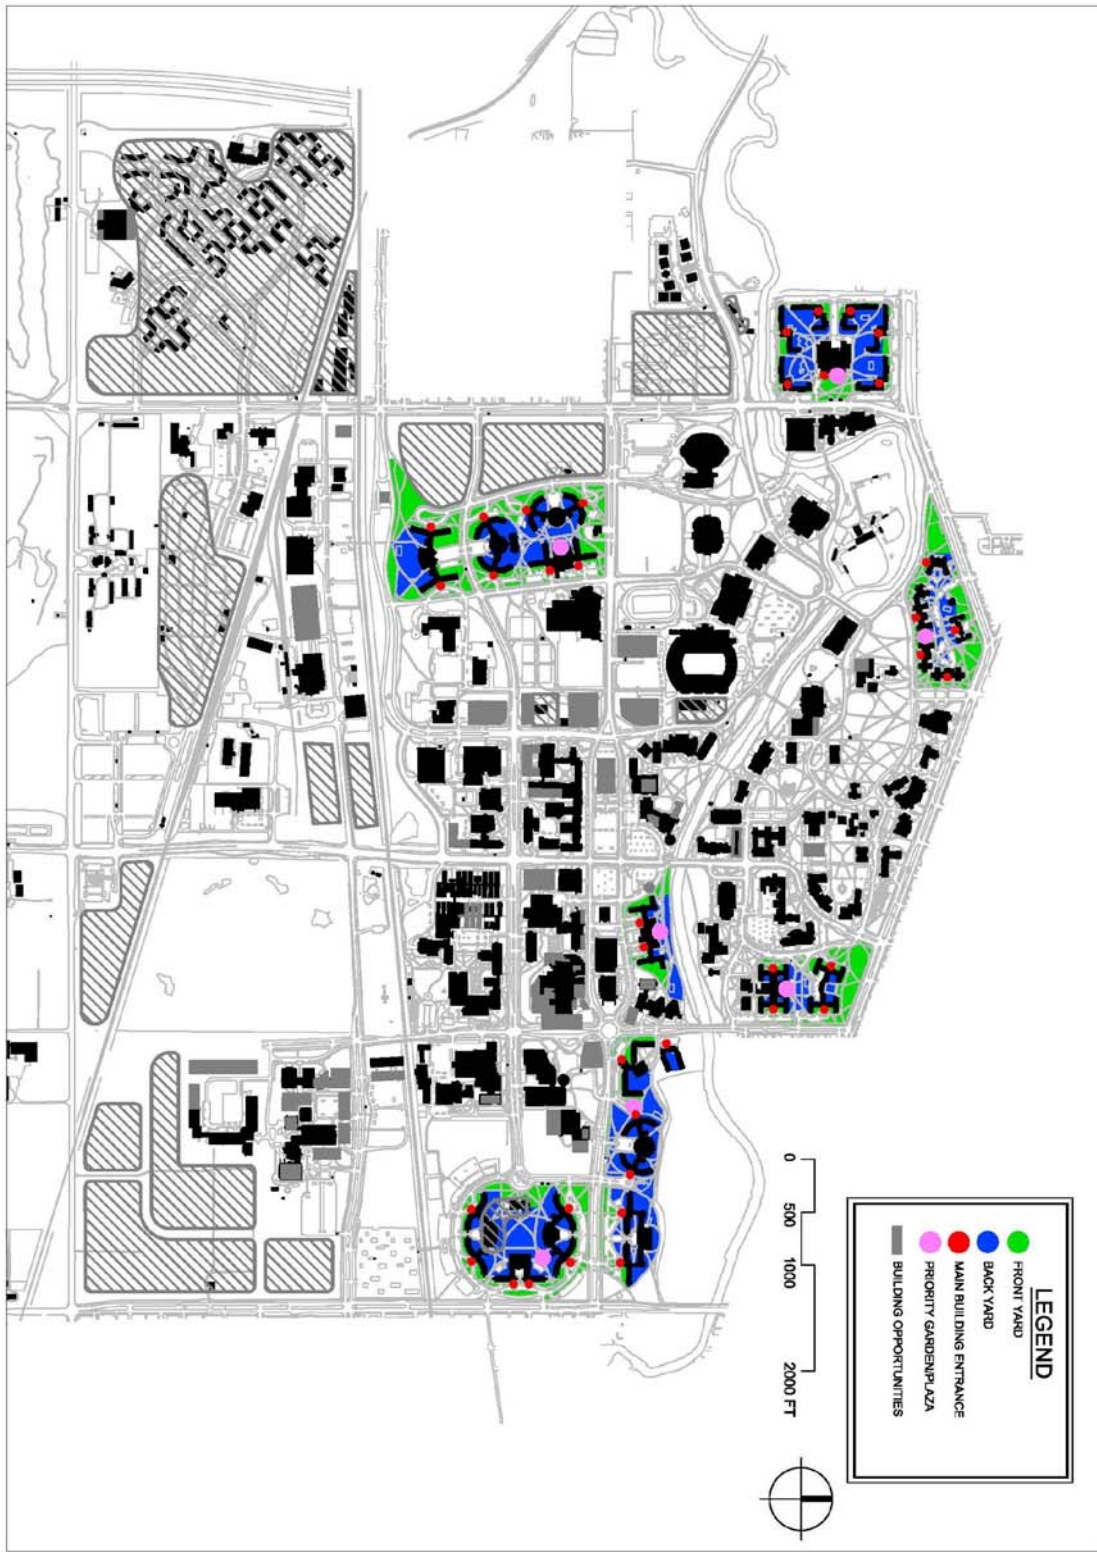 LEGEND
FRONT YARD
BACK YARD
MAIN BUILDING ENTRANCE
PRIORITY GARDEN/PLAZA
BUILDING OPPORTUNITIES
0 500 1000 2000 FT